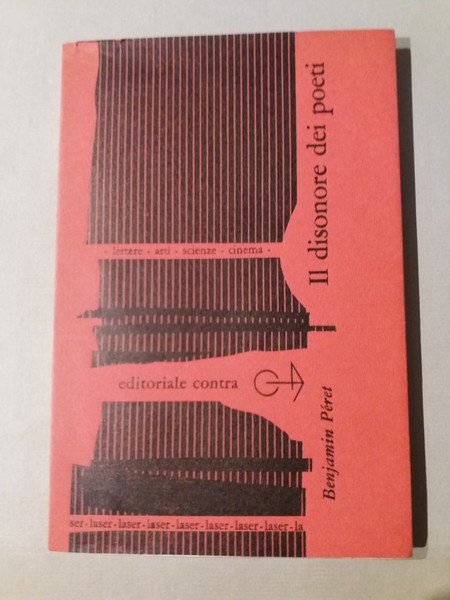 · lettere · arti · scienze · cinema ·
Il disonore dei poeti
editoriale contra
Benjamin Péret
ser-laser-laser-laser-laser-laser-laser-laser-la